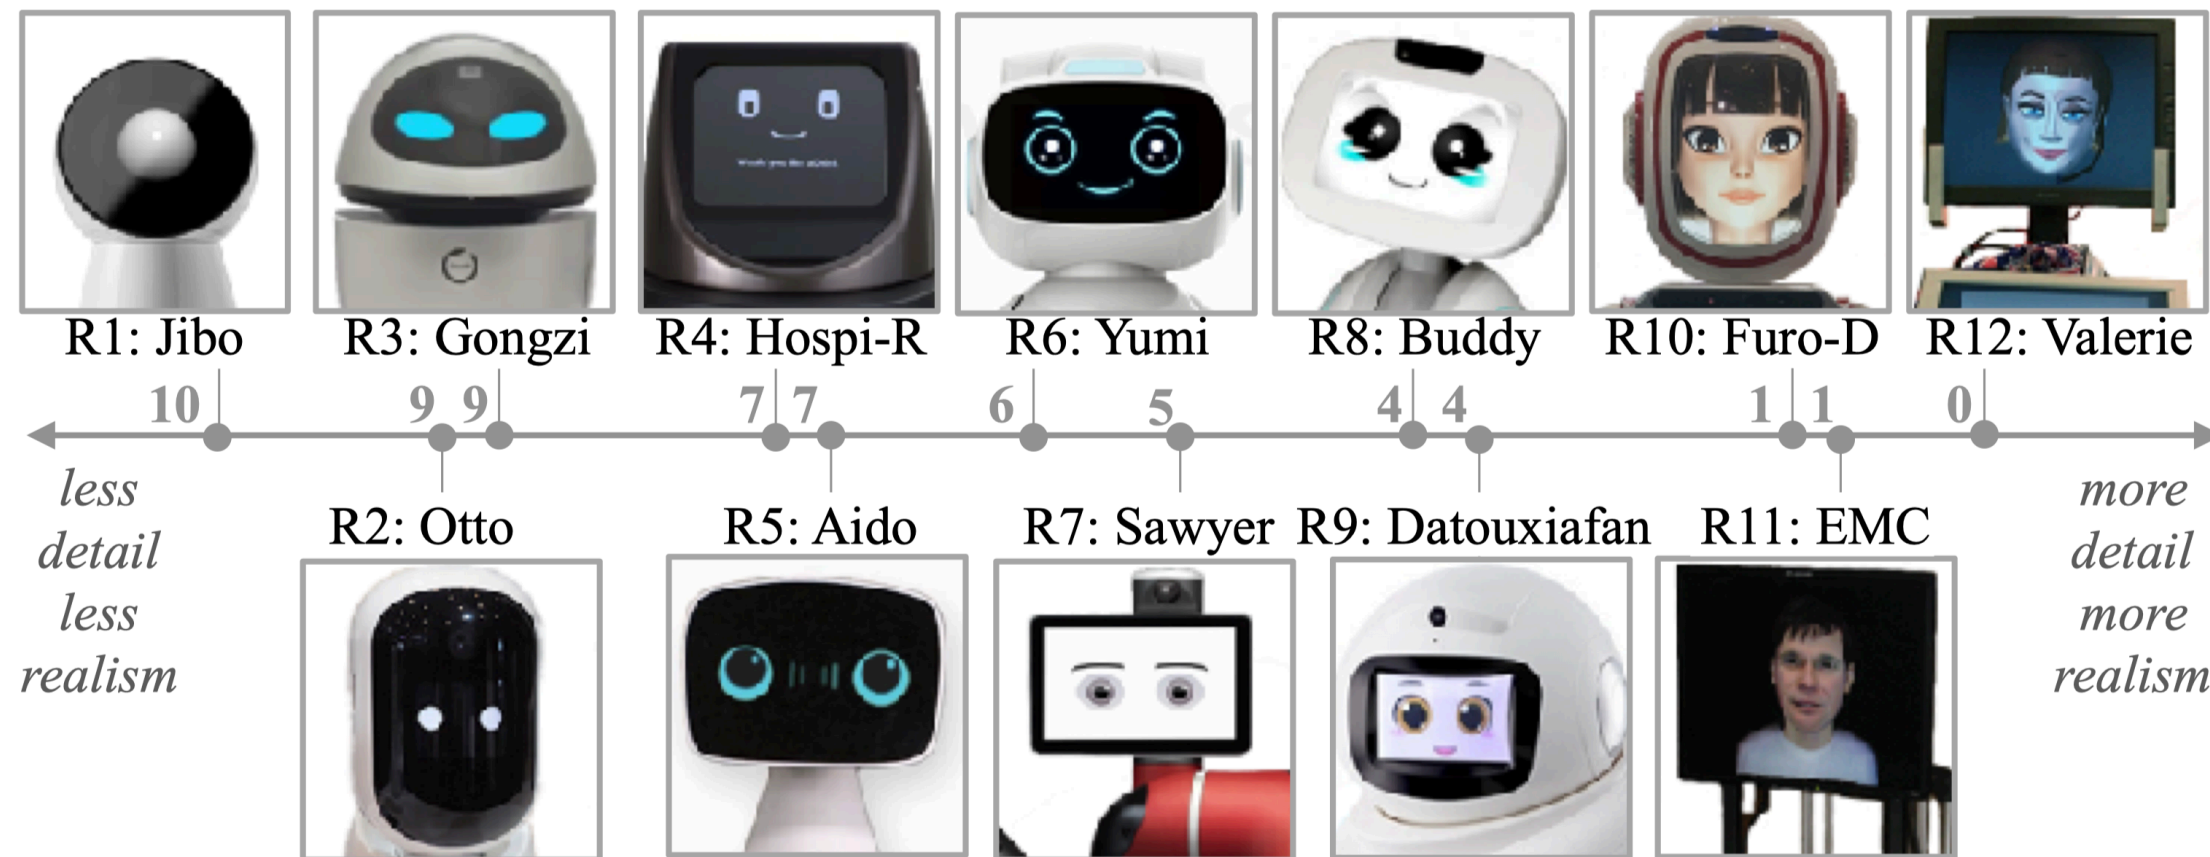 R1: Jibo
R3: Gongzi
R4: Hospi-R
R6: Yumi
R8: Buddy
R10: Furo-D
R12: Valerie
10
9
9
7
7
6
5
4
4
1
1
0
less
detail
less
realism
more
detail
more
realism
R2: Otto
R5: Aido
R7: Sawyer
R9: Datouxiafan
R11: EMC